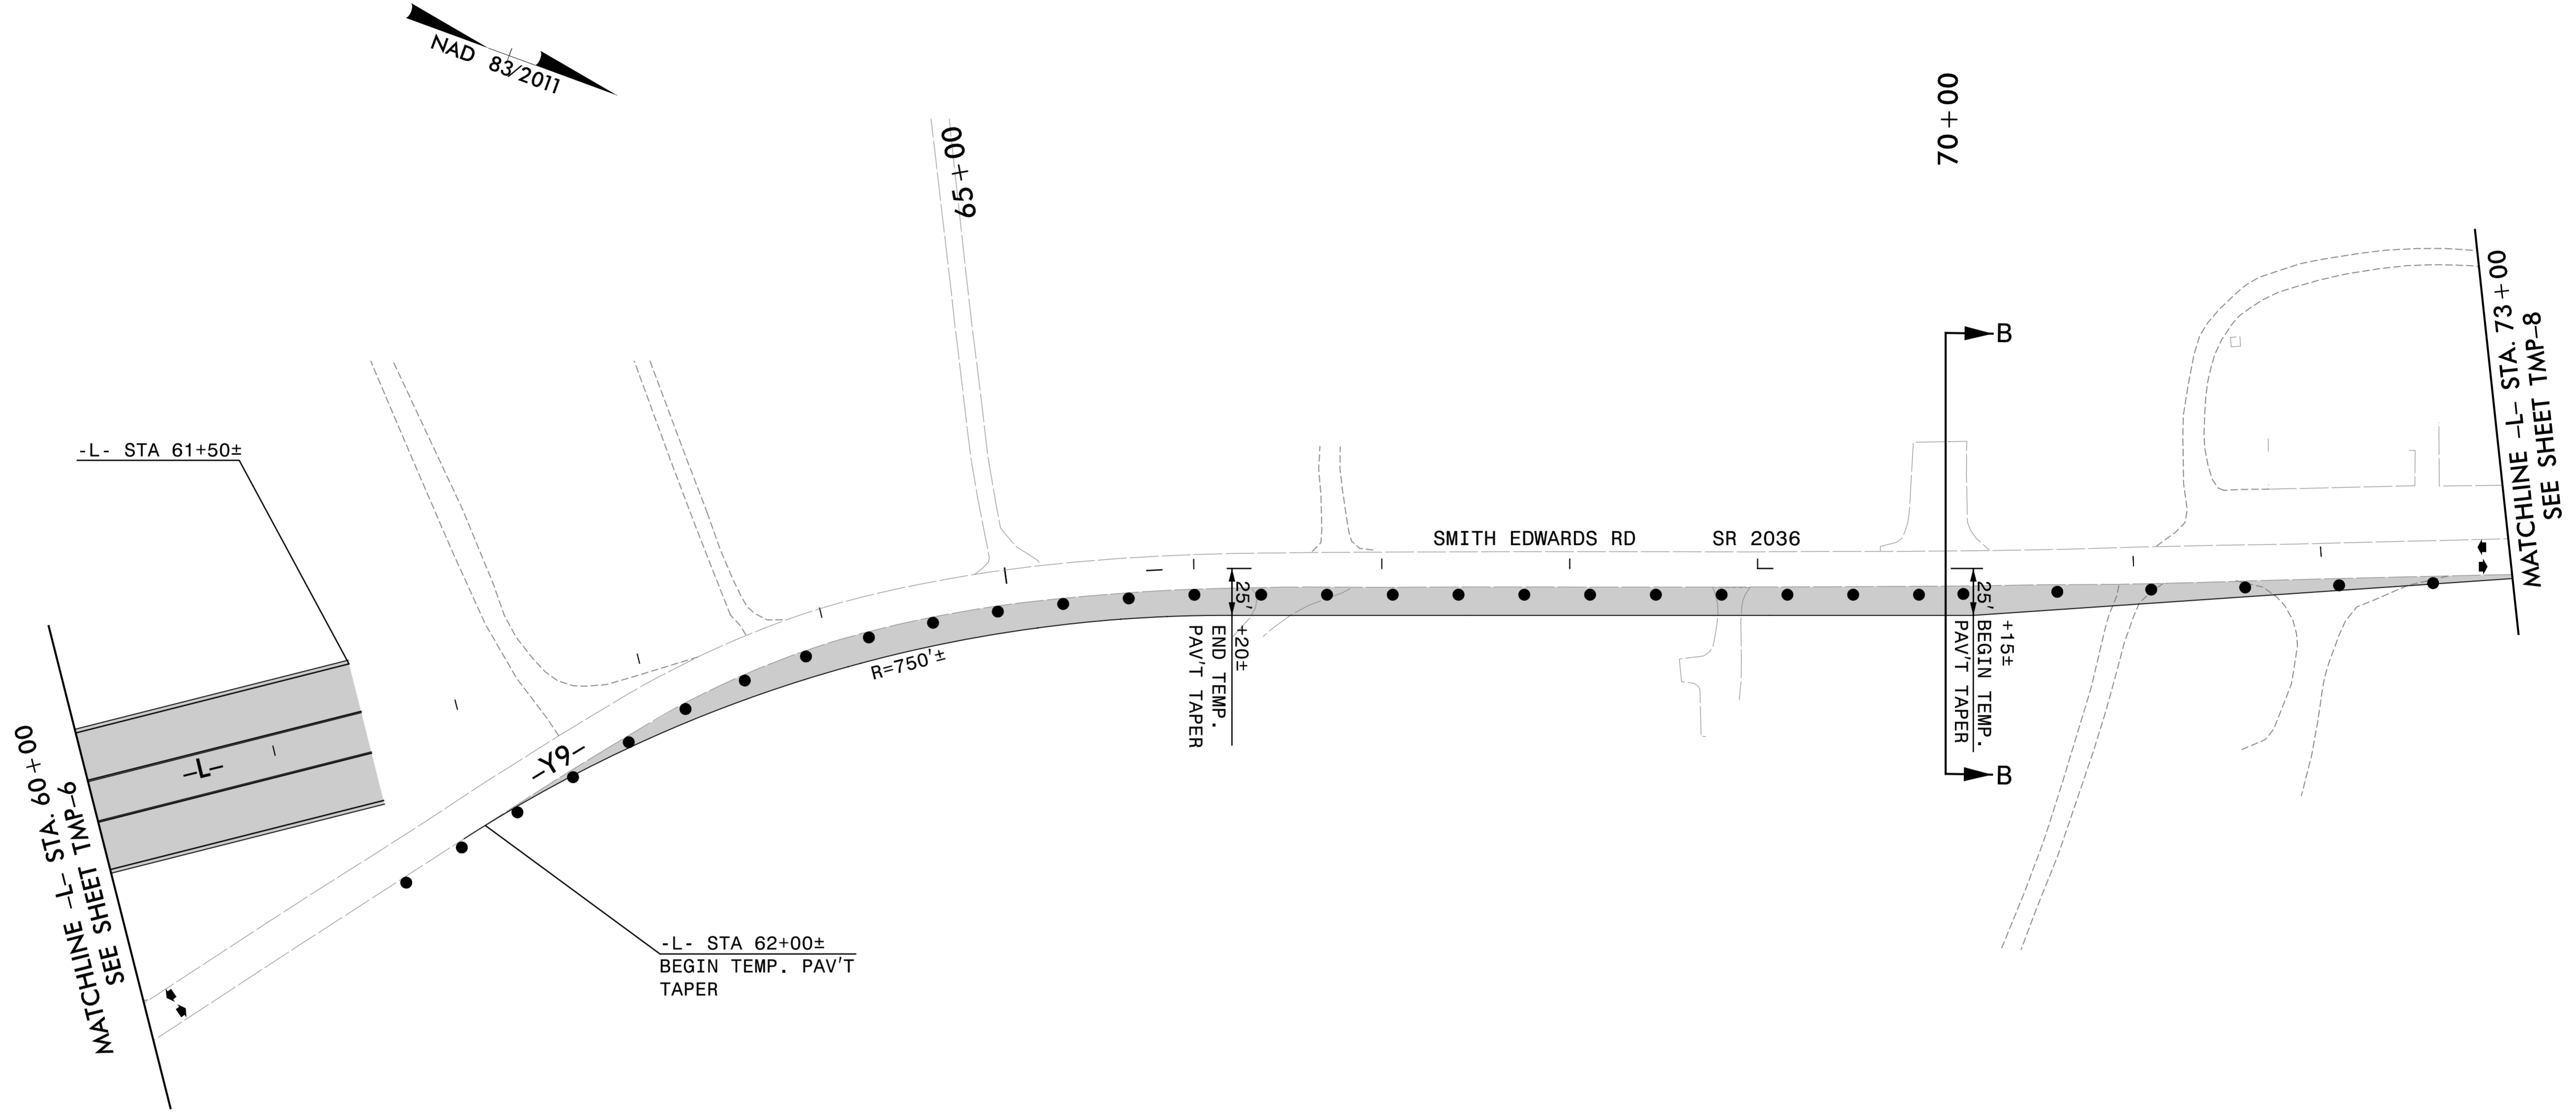 NAD 83/2011
65+00
70+00
-L- STA 61+50±
60+00
MATCHLINE -L- STA. 60+00
SEE SHEET TMP-6
-L-
-Y9-
R=750'±
-L- STA 62+00±
BEGIN TEMP. PAV'T
TAPER
25'
+20±
END TEMP.
PAV'T TAPER
SMITH EDWARDS RD SR 2036
B
B
25'
+15±
BEGIN TEMP.
PAV'T TAPER
MATCHLINE -L- STA. 73+00
SEE SHEET TMP-8